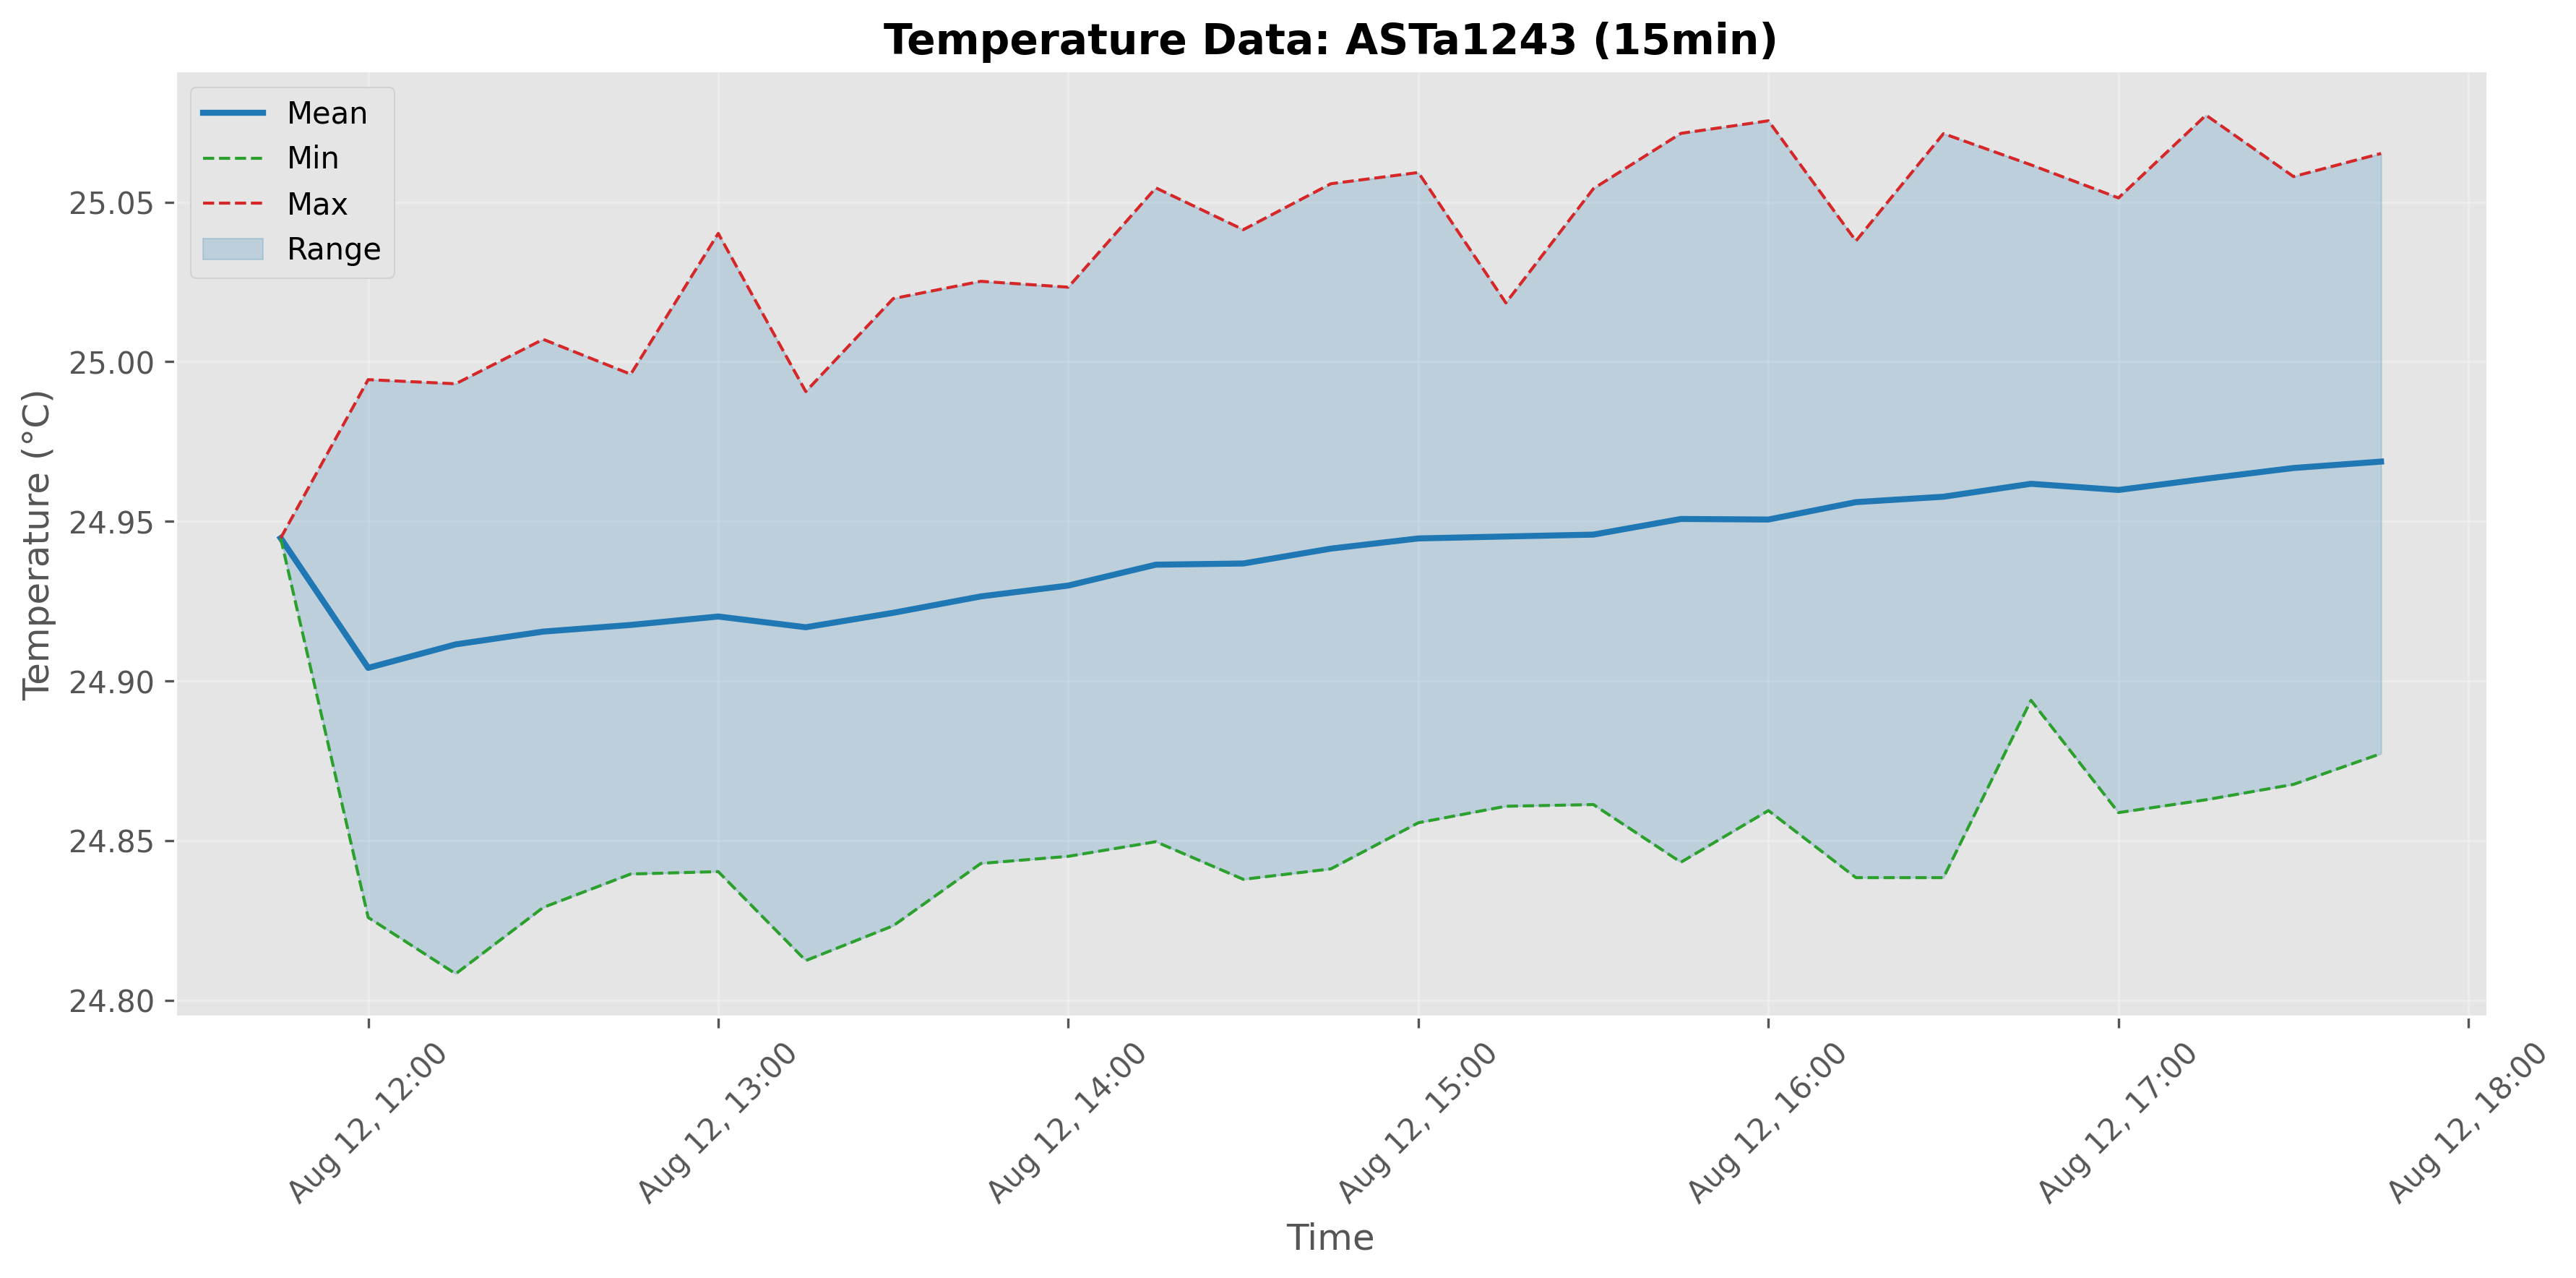 Temperature Data: ASTa1243 (15min)
Mean
Min
Max
Range
Temperature (°C)
25.05
25.00
24.95
24.90
24.85
24.80
Aug 12, 12:00
Aug 12, 13:00
Aug 12, 14:00
Aug 12, 15:00
Aug 12, 16:00
Aug 12, 17:00
Aug 12, 18:00
Time